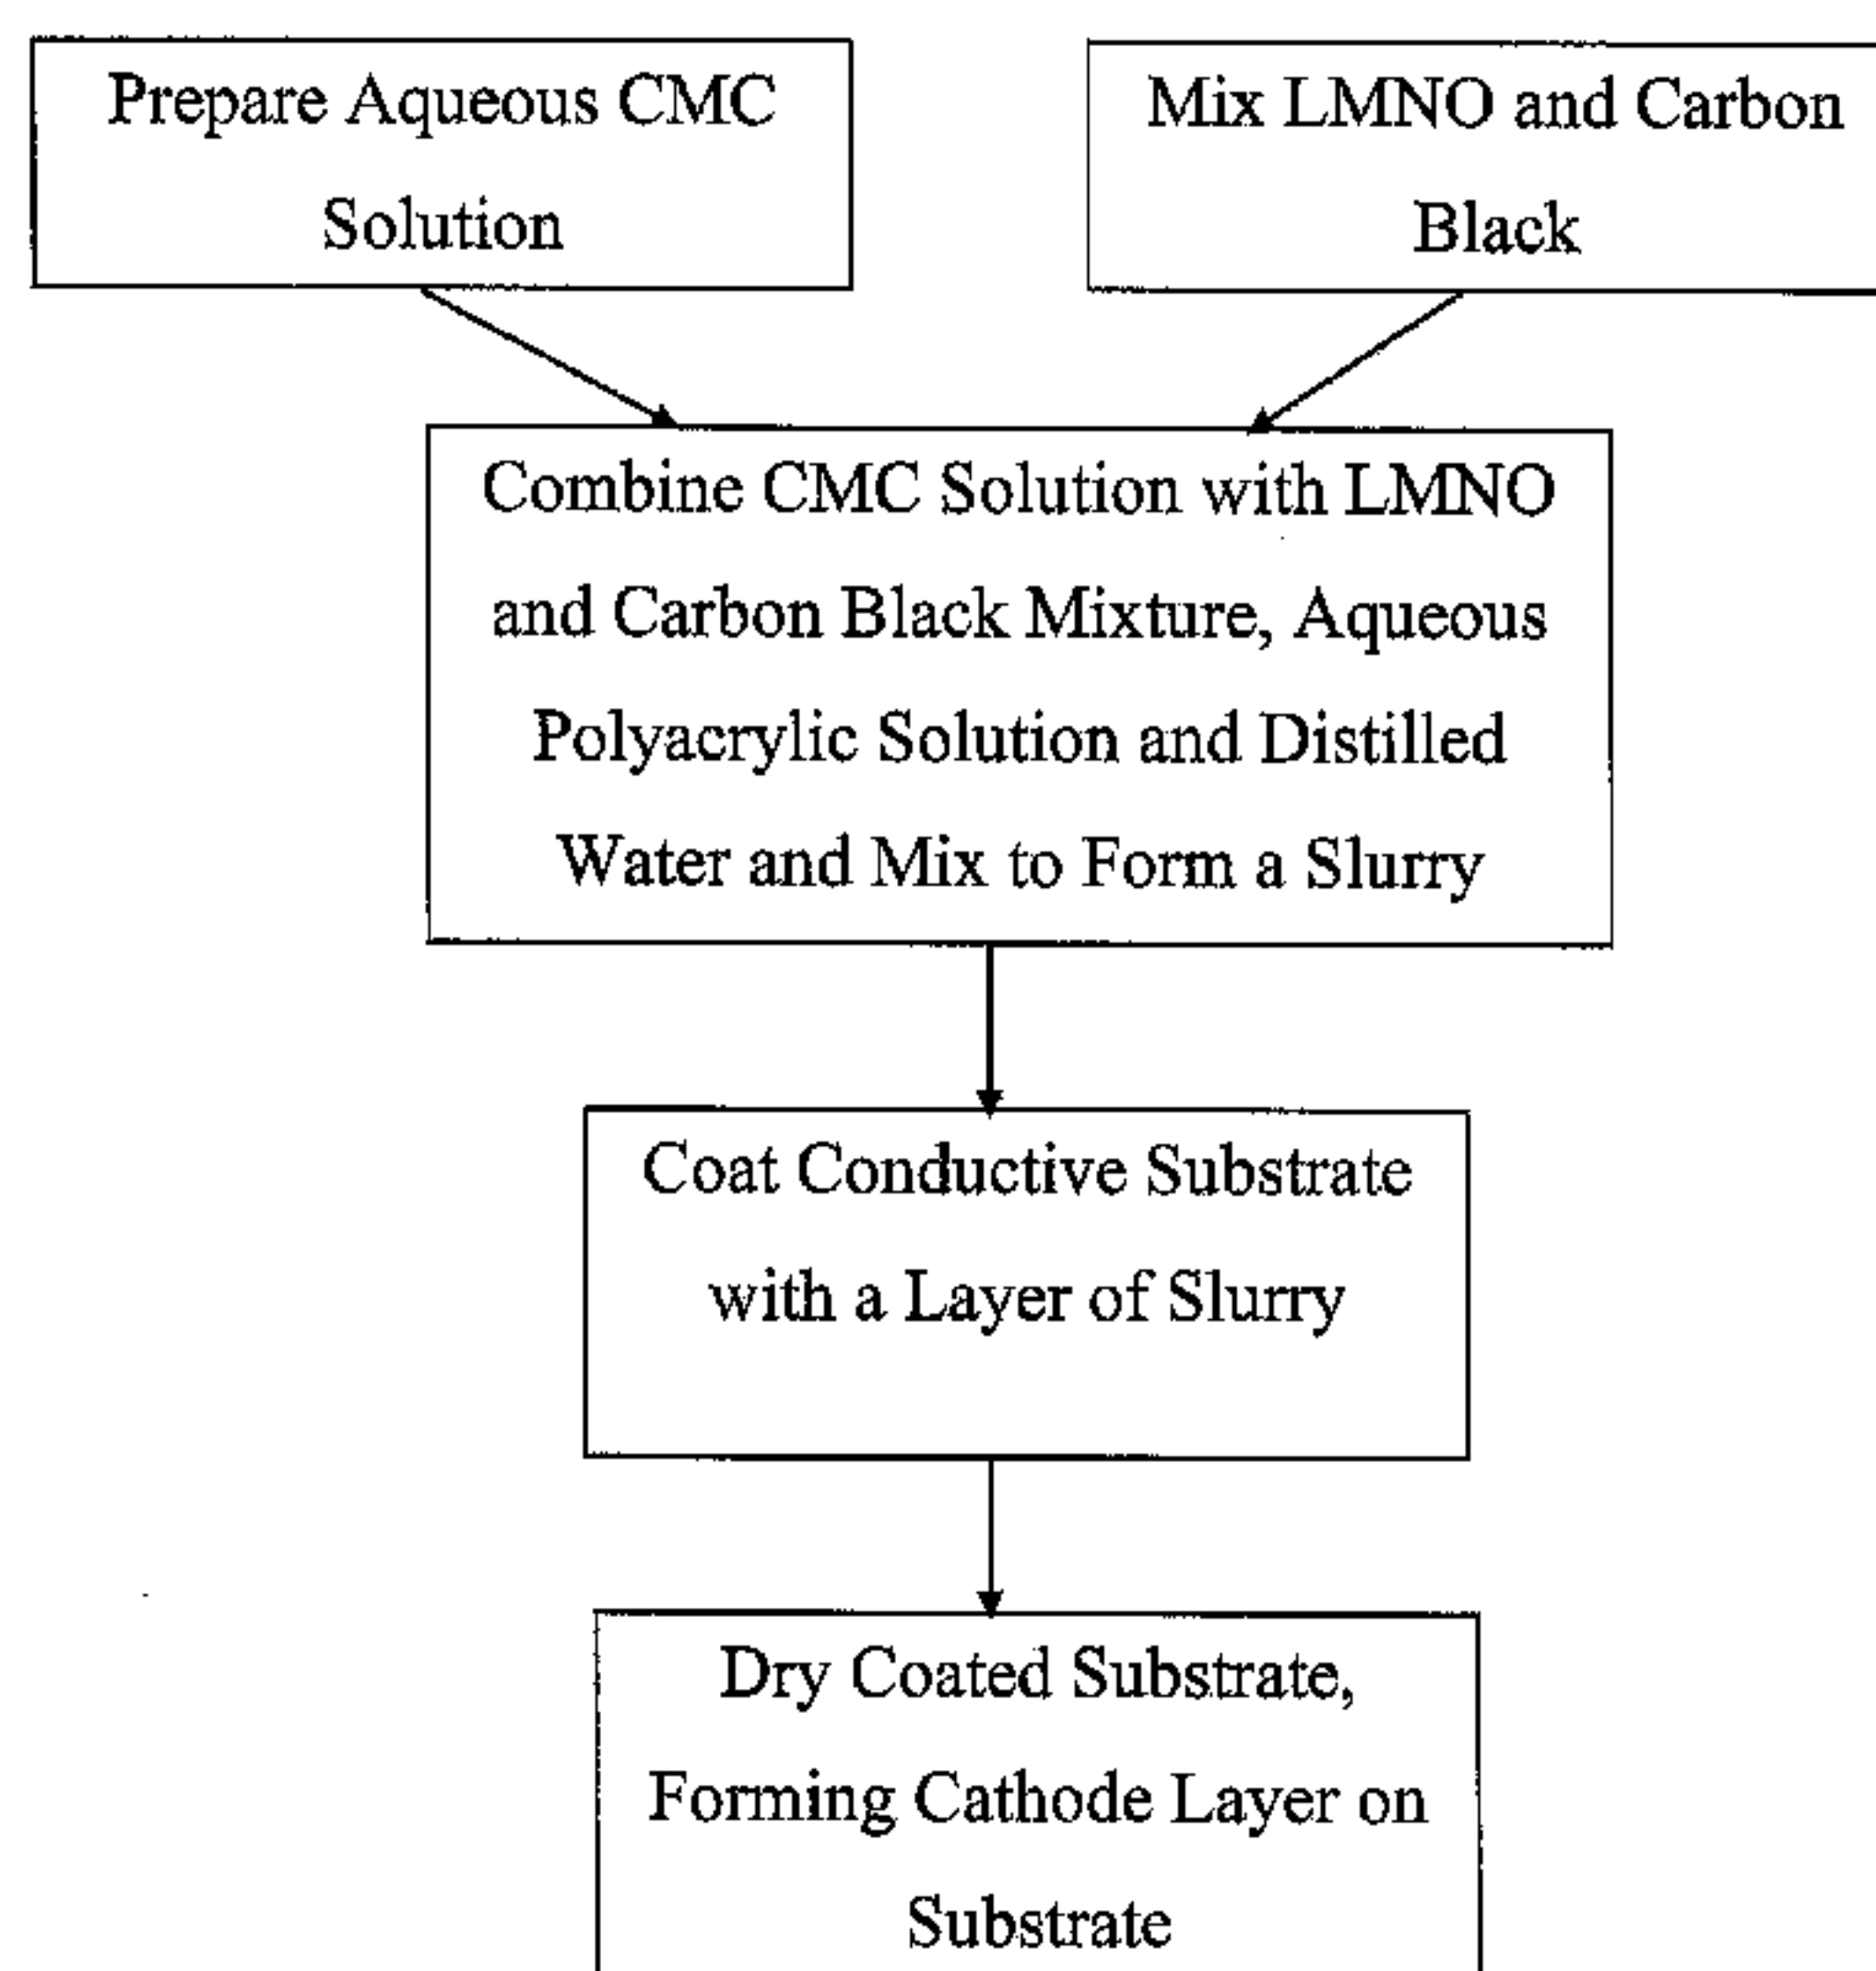 Prepare Aqueous CMC
Solution
Mix LMNO and Carbon
Black
Combine CMC Solution with LMNO
and Carbon Black Mixture, Aqueous
Polyacrylic Solution and Distilled
Water and Mix to Form a Slurry
Coat Conductive Substrate
with a Layer of Slurry
Dry Coated Substrate,
Forming Cathode Layer on
Substrate